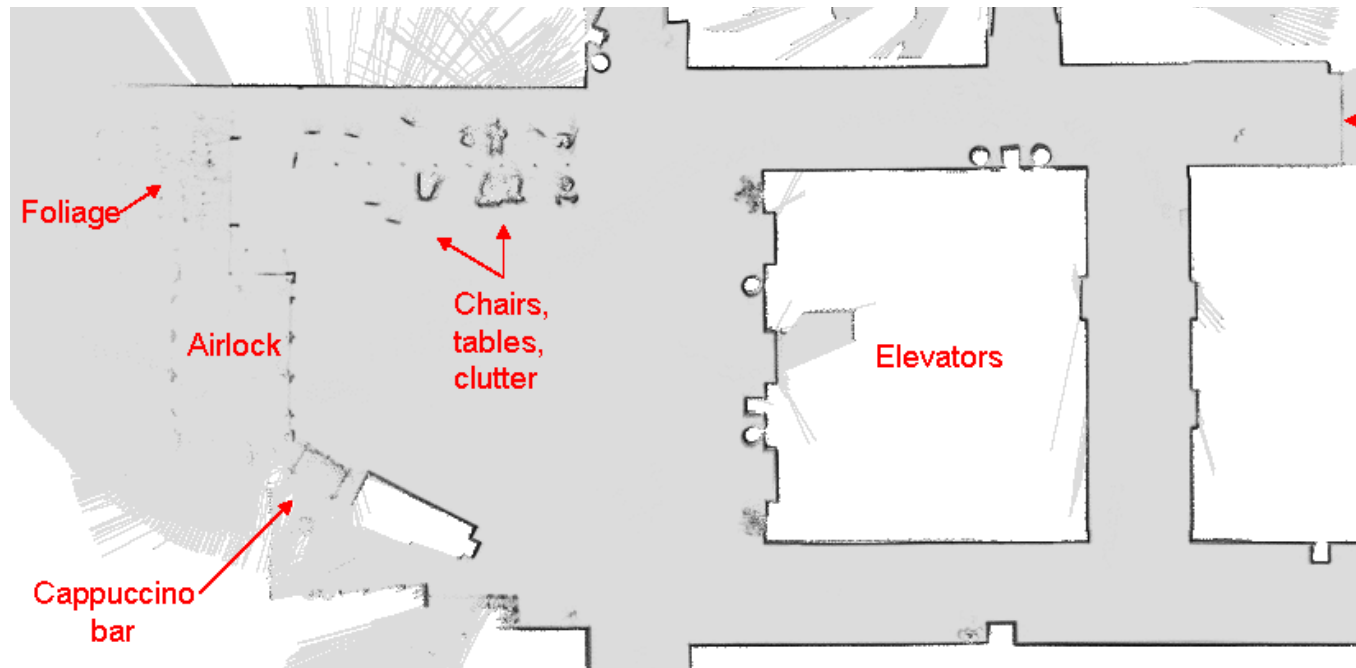 Foliage
Chairs,
tables,
clutter
Airlock
Elevators
Cappuccino
bar